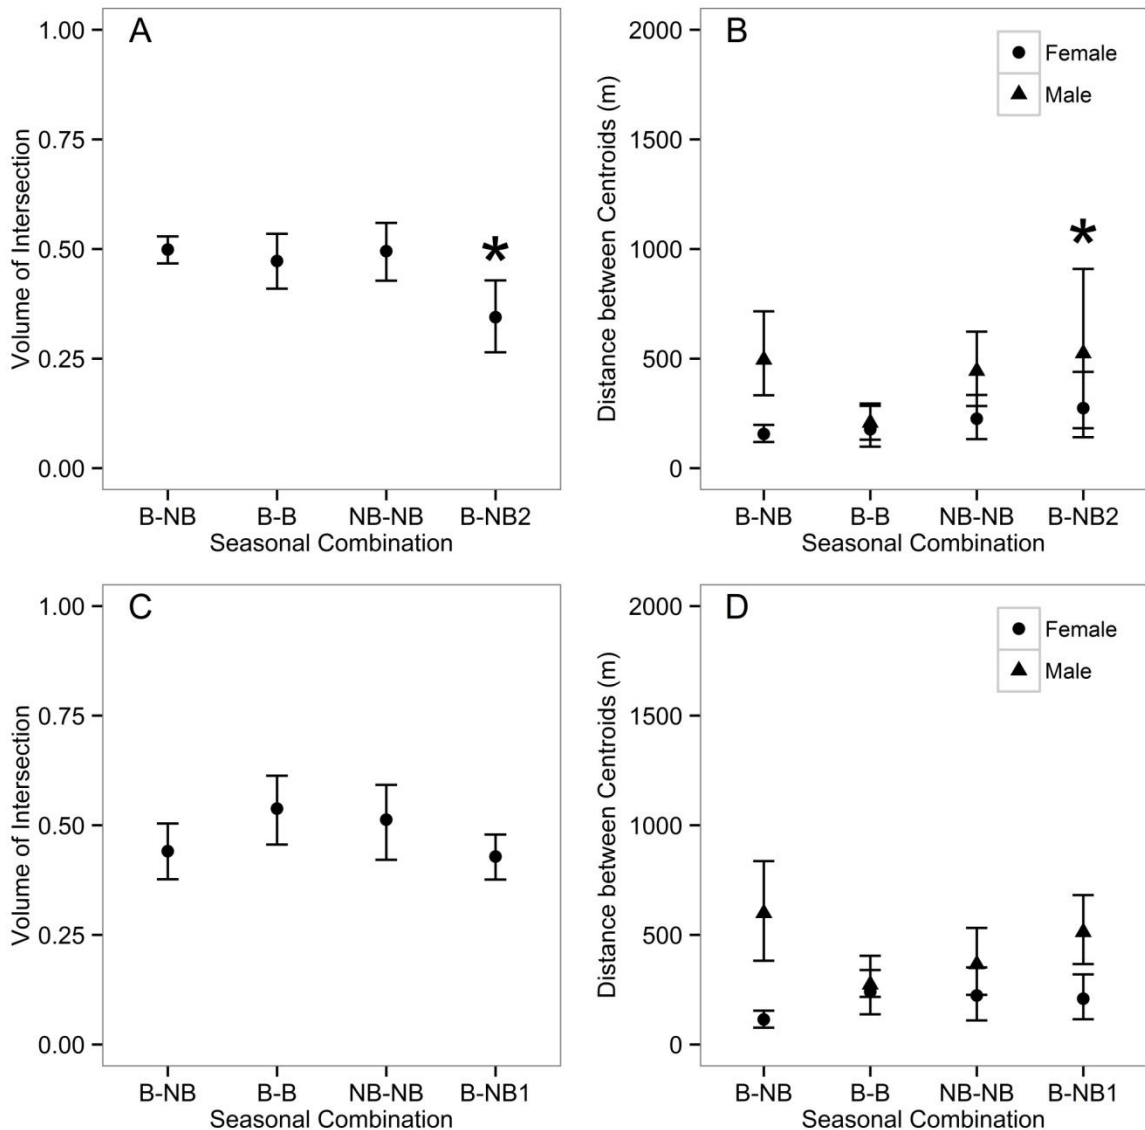 A
1.00
0.75
0.50
0.25
0.00
Volume of Intersection
*
B-NB B-B NB-NB B-NB2
Seasonal Combination
B
2000
1500
1000
500
0
Distance between Centroids (m)
Female
Male
*
B-NB B-B NB-NB B-NB2
Seasonal Combination
C
1.00
0.75
0.50
0.25
0.00
Volume of Intersection
B-NB B-B NB-NB B-NB1
Seasonal Combination
D
2000
1500
1000
500
0
Distance between Centroids (m)
Female
Male
B-NB B-B NB-NB B-NB1
Seasonal Combination